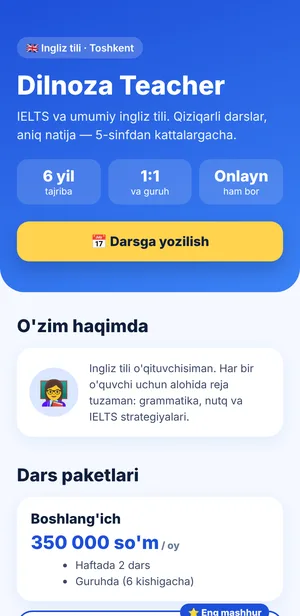 🇬🇧 Ingliz tili · Toshkent
Dilnoza Teacher
IELTS va umumiy ingliz tili. Qiziqarli darslar,
aniq natija — 5-sinfdan kattalargacha.
6 yil
tajriba
1:1
va guruh
Onlayn
ham bor
📅 Darsga yozilish
O'zim haqimda
Ingliz tili o'qituvchisiman. Har bir
o'quvchi uchun alohida reja
tuzaman: grammatika, nutq va
IELTS strategiyalari.
Dars paketlari
Boshlang'ich
350 000 so'm / oy
• Haftada 2 dars
• Guruhda (6 kishigacha)
⭐ Eng mashhur